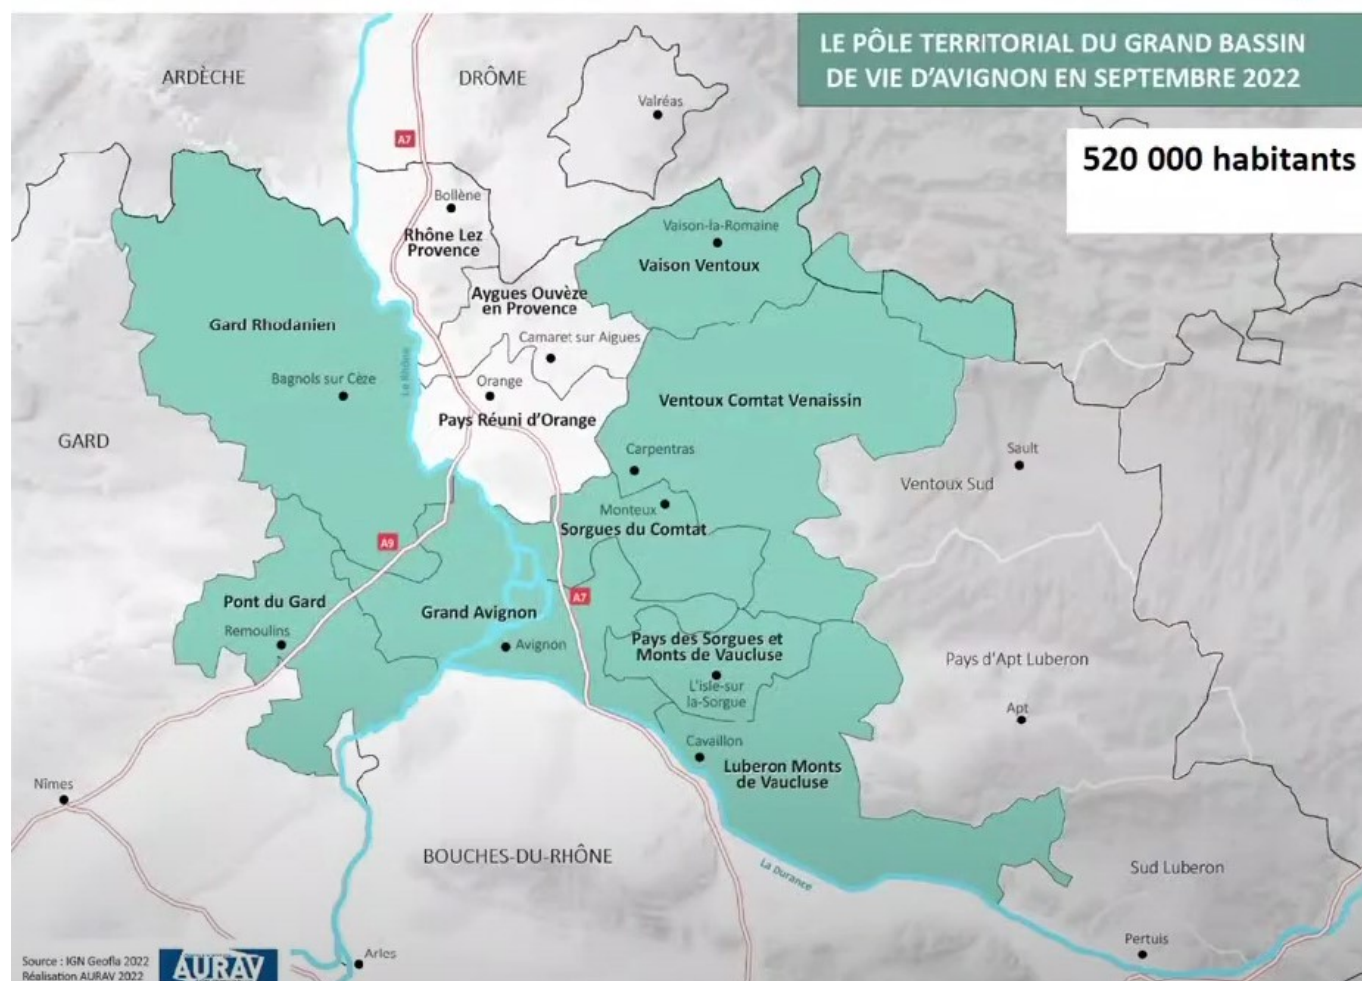 LE PÔLE TERRITORIAL DU GRAND BASSIN
DE VIE D'AVIGNON EN SEPTEMBRE 2022
520 000 habitants
ARDÈCHE
DRÔME
Valréas
A7
Bollène
Rhône Lez
Provence
Vaison-la-Romaine
Vaison Ventoux
Aygues Ouvèze
en Provence
Gard Rhodanien
Camaret sur Aigues
Le Rhône
Bagnols sur Cèze
Orange
Pays Réuni d'Orange
Ventoux Comtat Venaissin
GARD
Carpentras
Sault
Ventoux Sud
Monteux
Sorgues du Comtat
A9
A7
Pont du Gard
Grand Avignon
Remoulins
Avignon
Pays des Sorgues et
Monts de Vaucluse
L'isle-sur
la-Sorgue
Pays d'Apt Luberon
Apt
Cavaillon
Luberon Monts
de Vaucluse
Nîmes
BOUCHES-DU-RHÔNE
La Durance
Sud Luberon
Pertuis
Arles
Source : IGN Geofla 2022
Réalisation AURAV 2022
AURAV